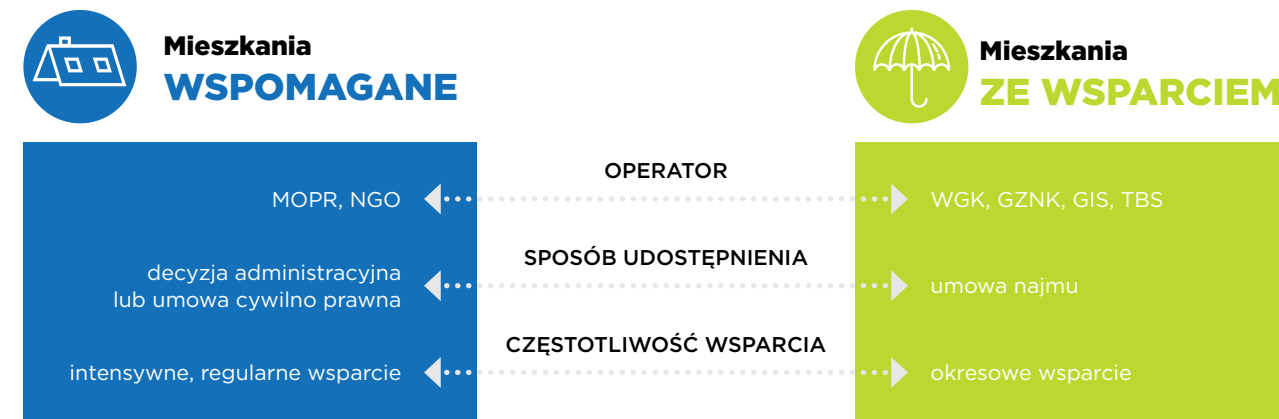 Mieszkania
WSPOMAGANE
Mieszkania
ZE WSPARCIEM
OPERATOR
MOPR, NGO
WGK, GZNK, GIS, TBS
SPOSÓB UDOSTĘPNIENIA
decyzja administracyjna
lub umowa cywilno prawna
umowa najmu
CZĘSTOTLIWOŚĆ WSPARCIA
intensywne, regularne wsparcie
okresowe wsparcie